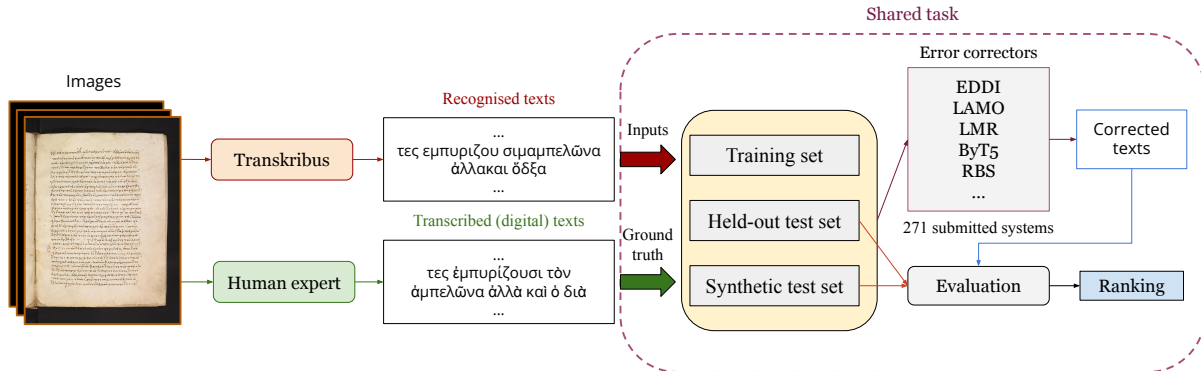 Shared task
Images
Recognised texts
Transkribus
...
τες εμπυριζου σιμαμπελῶνα
ἀλλακαι ὅδξα
...
Transcribed (digital) texts
Human expert
...
τες ἐμπυρίζουσι τὸν
ἀμπελῶνα ἀλλὰ καὶ ὁ διὰ
...
Inputs
Ground
truth
Training set
Held-out test set
Synthetic test set
Error correctors
EDDI
LAMO
LMR
ByT5
RBS
...
271 submitted systems
Corrected
texts
Evaluation
Ranking